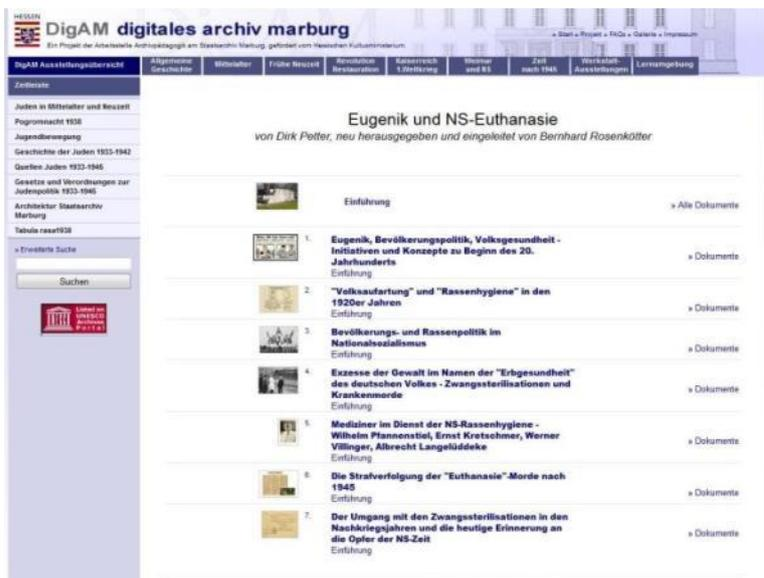 HESSEN
DigAM digitales archiv marburg
Ein Projekt der Arbeitsstelle Archivpädagogik am Staatsarchiv Marburg, gefördert vom Hessischen Kultusministerium
» Start » Projekt » FAQs » Galerie » Impressum
DigAM Ausstellungsübersicht
Allgemeine Geschichte
Mittelalter
Frühe Neuzeit
Revolution Restauration
Kaiserreich 1.Weltkrieg
Weimar und NS
Zeit nach 1945
Werkstatt-Ausstellungen
Lernumgebung
Zeitleiste
Juden in Mittelalter und Neuzeit
Pogromnacht 1938
Jugendbewegung
Geschichte der Juden 1933-1942
Quellen Juden 1933-1945
Gesetze und Verordnungen zur
Judenpolitik 1933-1945
Architektur Staatsarchiv
Marburg
Tabula rasa1938
» Erweiterte Suche
Suchen
Listed on
UNESCO
Archives
Portal
Eugenik und NS-Euthanasie
von Dirk Petter, neu herausgegeben und eingeleitet von Bernhard Rosenkötter
Einführung
» Alle Dokumente
1. Eugenik, Bevölkerungspolitik, Volksgesundheit -
Initiativen und Konzepte zu Beginn des 20.
Jahrhunderts
Einführung
» Dokumente
2. "Volksaufartung" und "Rassenhygiene" in den
1920er Jahren
Einführung
» Dokumente
3. Bevölkerungs- und Rassenpolitik im
Nationalsozialismus
Einführung
» Dokumente
4. Exzesse der Gewalt im Namen der "Erbgesundheit"
des deutschen Volkes - Zwangssterilisationen und
Krankenmorde
Einführung
» Dokumente
5. Mediziner im Dienst der NS-Rassenhygiene -
Wilhelm Pfannenstiel, Ernst Kretschmer, Werner
Villinger, Albrecht Langelüddeke
Einführung
» Dokumente
6. Die Strafverfolgung der "Euthanasie"-Morde nach
1945
Einführung
» Dokumente
7. Der Umgang mit den Zwangssterilisationen in den
Nachkriegsjahren und die heutige Erinnerung an
die Opfer der NS-Zeit
Einführung
» Dokumente